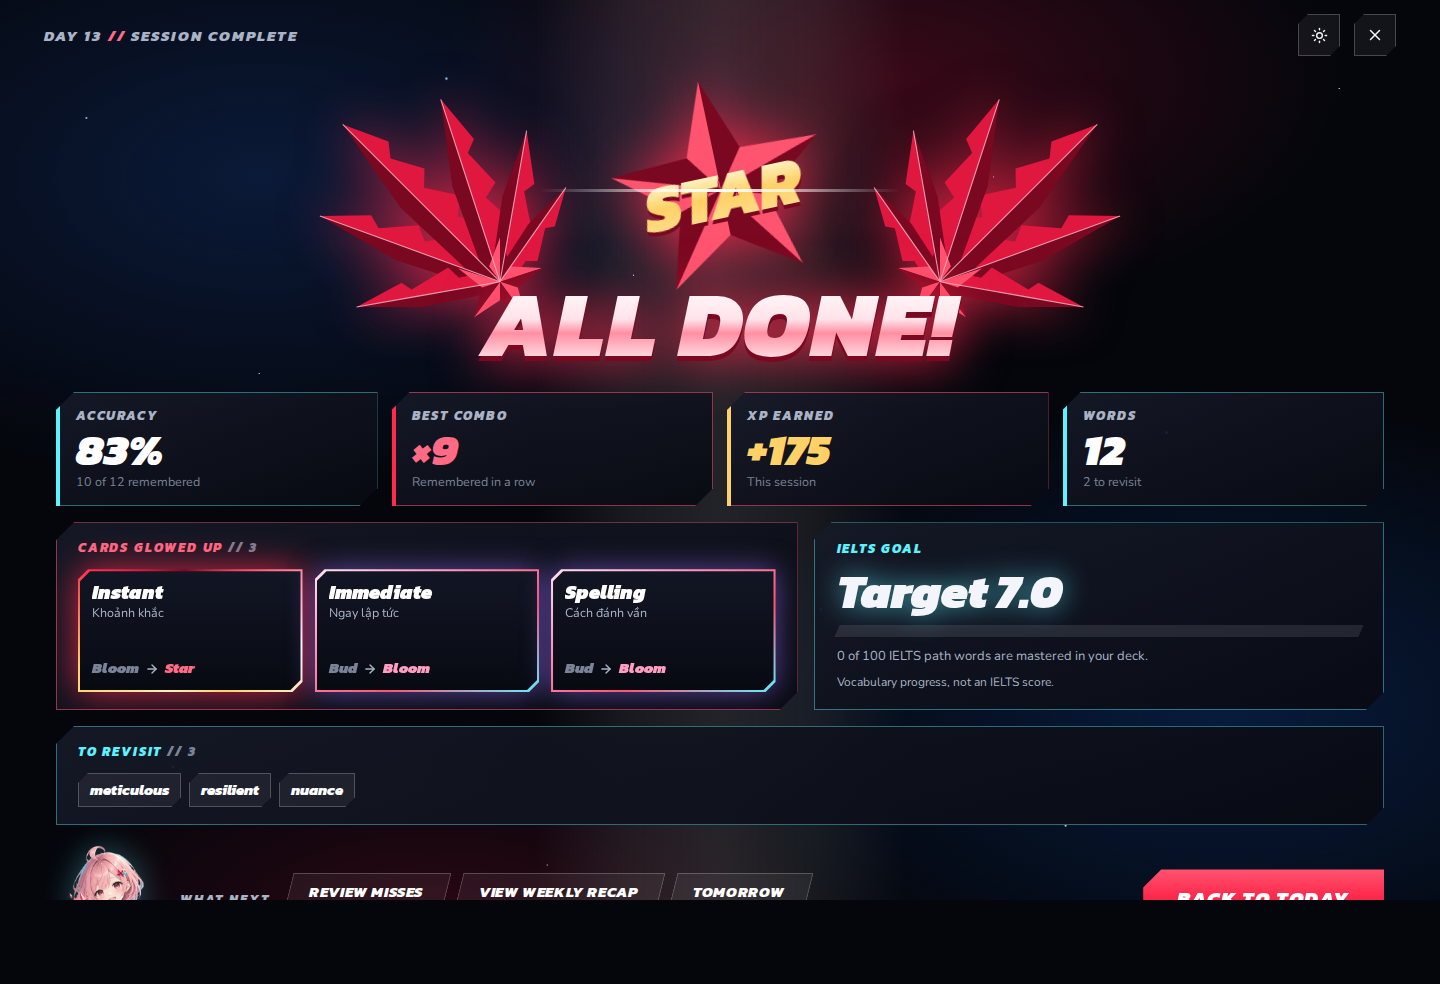 DAY 13 // SESSION COMPLETE
STAR
ALL DONE!
ACCURACY
83%
10 of 12 remembered
BEST COMBO
×9
Remembered in a row
XP EARNED
+175
This session
WORDS
12
2 to revisit
CARDS GLOWED UP // 3
Instant
Khoảnh khắc
Bloom → Star
Immediate
Ngay lập tức
Bud → Bloom
Spelling
Cách đánh vần
Bud → Bloom
IELTS GOAL
Target 7.0
0 of 100 IELTS path words are mastered in your deck.
Vocabulary progress, not an IELTS score.
TO REVISIT // 3
meticulous
resilient
nuance
WHAT NEXT
REVIEW MISSES
VIEW WEEKLY RECAP
TOMORROW
BACK TO TODAY